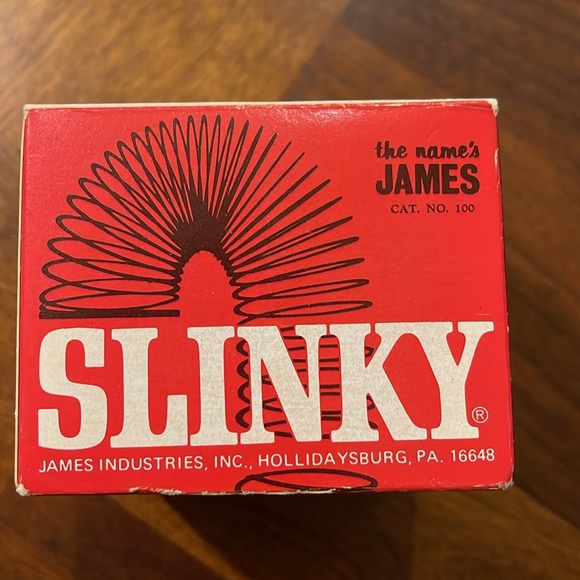 the name's
JAMES
CAT. NO. 100
SLINKY®
JAMES INDUSTRIES, INC., HOLLIDAYSBURG, PA. 16648